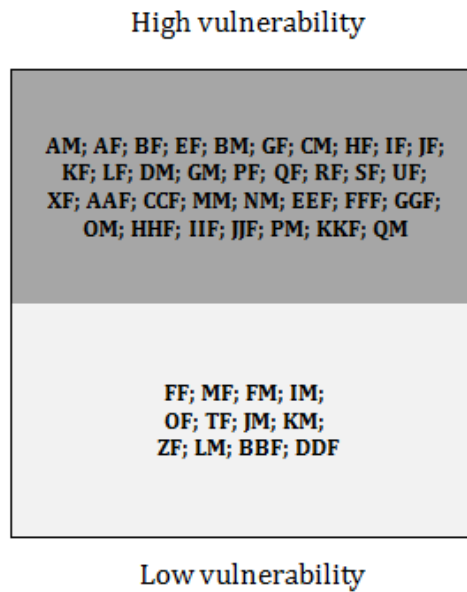 High vulnerability
AM; AF; BF; EF; BM; GF; CM; HF; IF; JF;
KF; LF; DM; GM; PF; QF; RF; SF; UF;
XF; AAF; CCF; MM; NM; EEF; FFF; GGF;
OM; HHF; IIF; JJF; PM; KKF; QM
FF; MF; FM; IM;
OF; TF; JM; KM;
ZF; LM; BBF; DDF
Low vulnerability